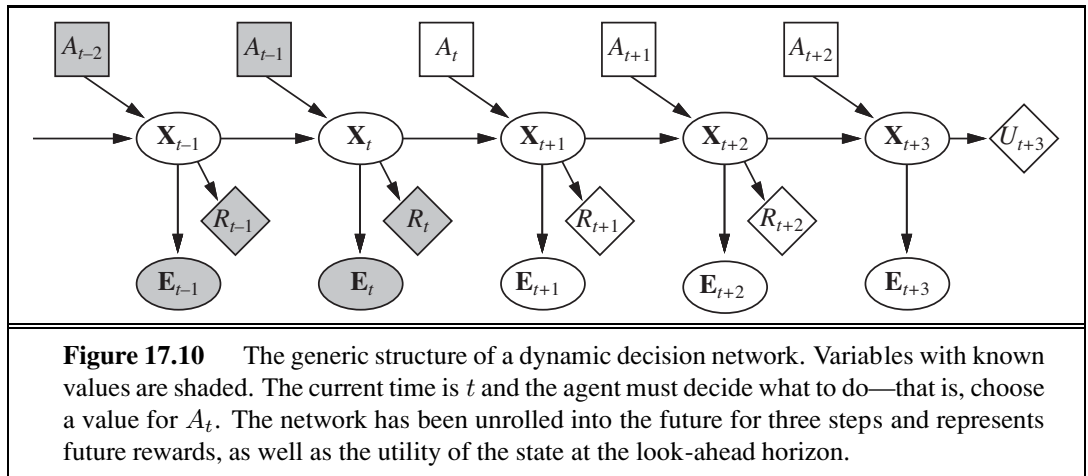 A_{t–2} A_{t–1} A_t A_{t+1} A_{t+2}
X_{t–1} X_t X_{t+1} X_{t+2} X_{t+3} U_{t+3}
R_{t–1} R_t R_{t+1} R_{t+2}
E_{t–1} E_t E_{t+1} E_{t+2} E_{t+3}
Figure 17.10 The generic structure of a dynamic decision network. Variables with known
values are shaded. The current time is t and the agent must decide what to do—that is, choose
a value for A_t. The network has been unrolled into the future for three steps and represents
future rewards, as well as the utility of the state at the look-ahead horizon.